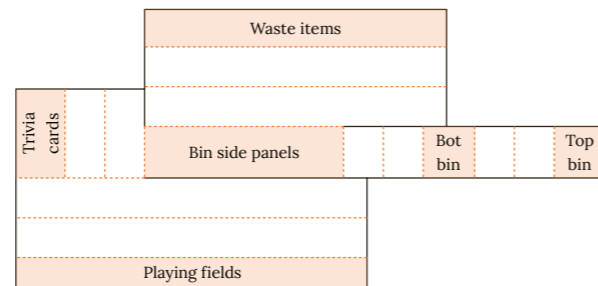 Waste items
Trivia
cards
Bin side panels
Bot
bin
Top
bin
Playing fields